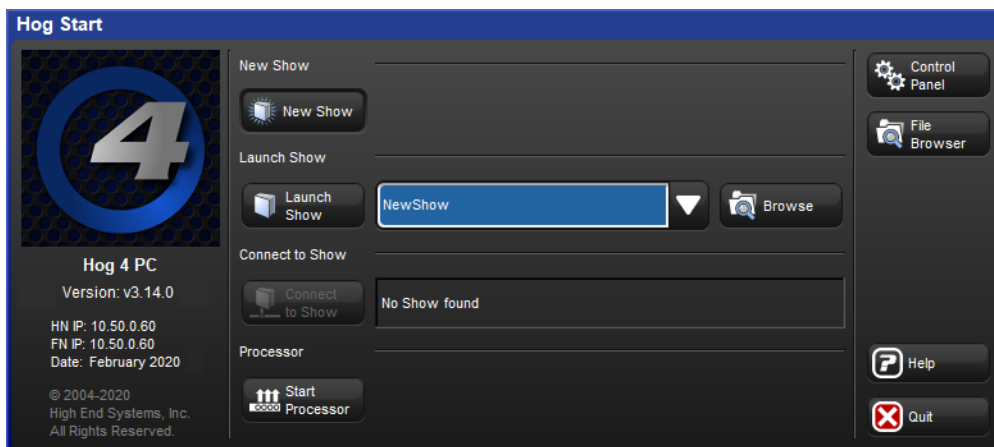 Hog Start
4
Hog 4 PC
Version: v3.14.0
HN IP: 10.50.0.60
FN IP: 10.50.0.60
Date: February 2020
© 2004-2020
High End Systems, Inc.
All Rights Reserved.
New Show
New Show
Launch Show
Launch
Show
NewShow
Browse
Connect to Show
Connect
to Show
No Show found
Processor
Start
Processor
Control
Panel
File
Browser
Help
Quit